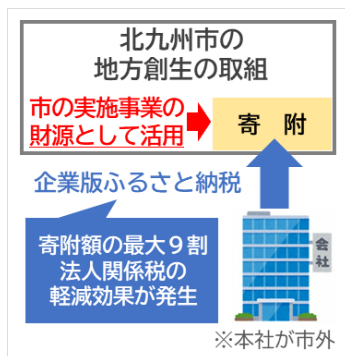 北九州市の
地方創生の取組
市の実施事業の
財源として活用
寄　附
企業版ふるさと納税
寄附額の最大９割
法人関係税の
軽減効果が発生
会社
※本社が市外